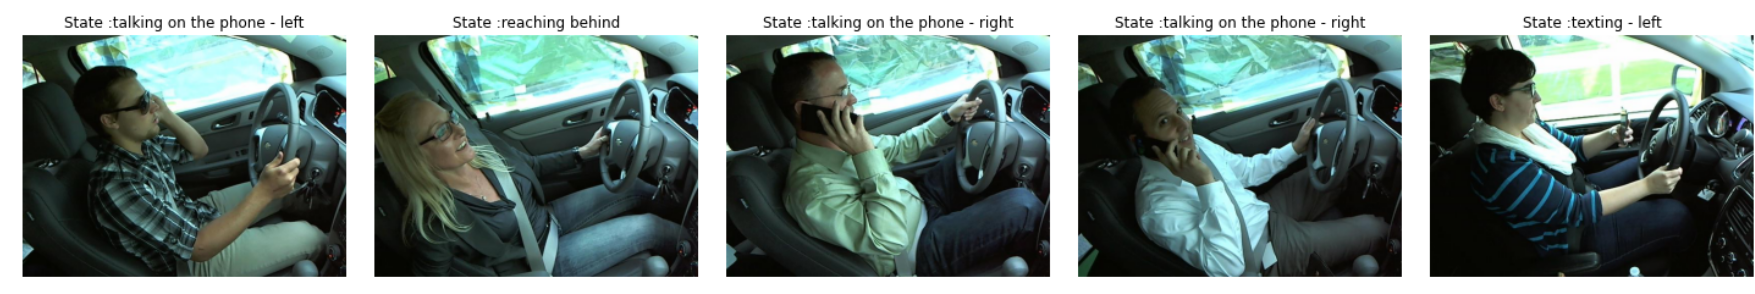 State :talking on the phone - left
State :reaching behind
State :talking on the phone - right
State :talking on the phone - right
State :texting - left